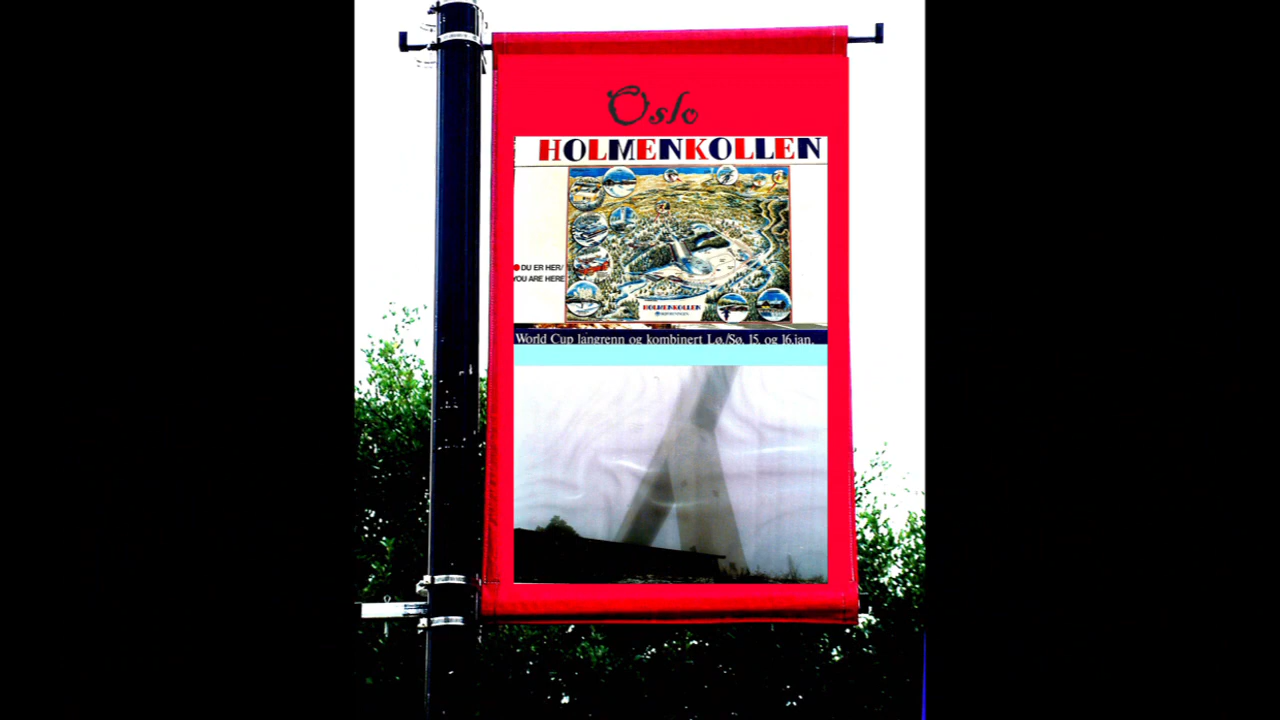 Oslo
HOLMENKOLLEN
DU ER HER/
YOU ARE HERE
HOLMENKOLLEN
World Cup langrenn og kombinert Lø./Sø. 15. og 16.jan.